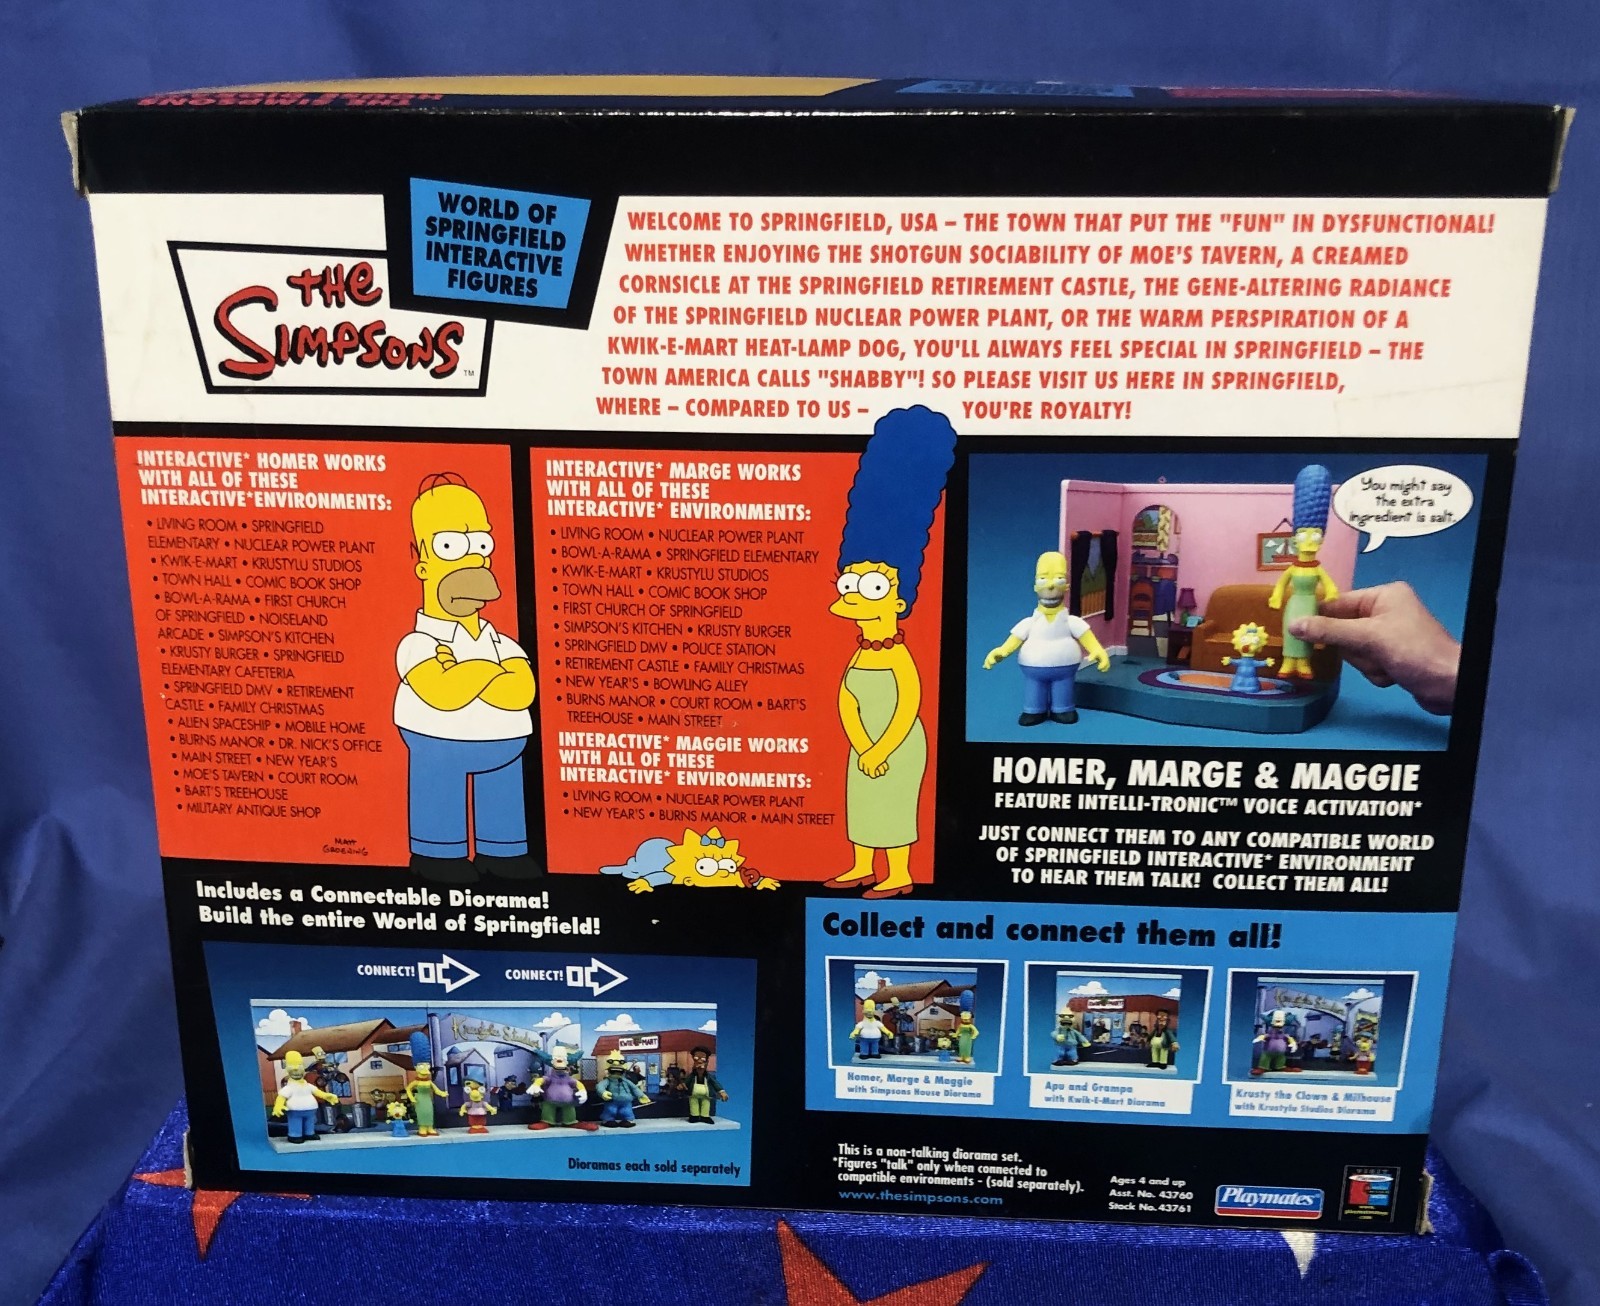 THE SIMPSONS
THE
SIMPSONS™
WORLD OF
SPRINGFIELD
INTERACTIVE
FIGURES
WELCOME TO SPRINGFIELD, USA – THE TOWN THAT PUT THE "FUN" IN DYSFUNCTIONAL!
WHETHER ENJOYING THE SHOTGUN SOCIABILITY OF MOE'S TAVERN, A CREAMED
CORNSICLE AT THE SPRINGFIELD RETIREMENT CASTLE, THE GENE-ALTERING RADIANCE
OF THE SPRINGFIELD NUCLEAR POWER PLANT, OR THE WARM PERSPIRATION OF A
KWIK-E-MART HEAT-LAMP DOG, YOU'LL ALWAYS FEEL SPECIAL IN SPRINGFIELD – THE
TOWN AMERICA CALLS "SHABBY"! SO PLEASE VISIT US HERE IN SPRINGFIELD,
WHERE – COMPARED TO US – YOU'RE ROYALTY!
INTERACTIVE* HOMER WORKS
WITH ALL OF THESE
INTERACTIVE*ENVIRONMENTS:
• LIVING ROOM • SPRINGFIELD
ELEMENTARY • NUCLEAR POWER PLANT
• KWIK-E-MART • KRUSTYLU STUDIOS
• TOWN HALL • COMIC BOOK SHOP
• BOWL-A-RAMA • FIRST CHURCH
OF SPRINGFIELD • NOISELAND
ARCADE • SIMPSON'S KITCHEN
• KRUSTY BURGER • SPRINGFIELD
ELEMENTARY CAFETERIA
• SPRINGFIELD DMV • RETIREMENT
CASTLE • FAMILY CHRISTMAS
• ALIEN SPACESHIP • MOBILE HOME
• BURNS MANOR • DR. NICK'S OFFICE
• MAIN STREET • NEW YEAR'S
• MOE'S TAVERN • COURT ROOM
• BART'S TREEHOUSE
• MILITARY ANTIQUE SHOP
MATT
GROENING
INTERACTIVE* MARGE WORKS
WITH ALL OF THESE
INTERACTIVE* ENVIRONMENTS:
• LIVING ROOM • NUCLEAR POWER PLANT
• BOWL-A-RAMA • SPRINGFIELD ELEMENTARY
• KWIK-E-MART • KRUSTYLU STUDIOS
• TOWN HALL • COMIC BOOK SHOP
• FIRST CHURCH OF SPRINGFIELD
• SIMPSON'S KITCHEN • KRUSTY BURGER
• SPRINGFIELD DMV • POLICE STATION
• RETIREMENT CASTLE • FAMILY CHRISTMAS
• NEW YEAR'S • BOWLING ALLEY
• BURNS MANOR • COURT ROOM • BART'S
TREEHOUSE • MAIN STREET
INTERACTIVE* MAGGIE WORKS
WITH ALL OF THESE
INTERACTIVE* ENVIRONMENTS:
• LIVING ROOM • NUCLEAR POWER PLANT
• NEW YEAR'S • BURNS MANOR • MAIN STREET
You might say
the extra
ingredient is salt.
HOMER, MARGE & MAGGIE
FEATURE INTELLI-TRONIC™ VOICE ACTIVATION*
JUST CONNECT THEM TO ANY COMPATIBLE WORLD
OF SPRINGFIELD INTERACTIVE* ENVIRONMENT
TO HEAR THEM TALK! COLLECT THEM ALL!
Includes a Connectable Diorama!
Build the entire World of Springfield!
CONNECT! CONNECT!
Krustylu Studios
KWIK-E-MART
Dioramas each sold separately
Collect and connect them all!
Homer, Marge & Maggie
with Simpsons House Diorama
Apu and Grampa
with Kwik-E-Mart Diorama
Krusty the Clown & Milhouse
with Krustylu Studios Diorama
This is a non-talking diorama set.
*Figures "talk" only when connected to
compatible environments - (sold separately).
www.thesimpsons.com
Ages 4 and up
Asst. No. 43760
Stock No. 43761
Playmates®
VISIT